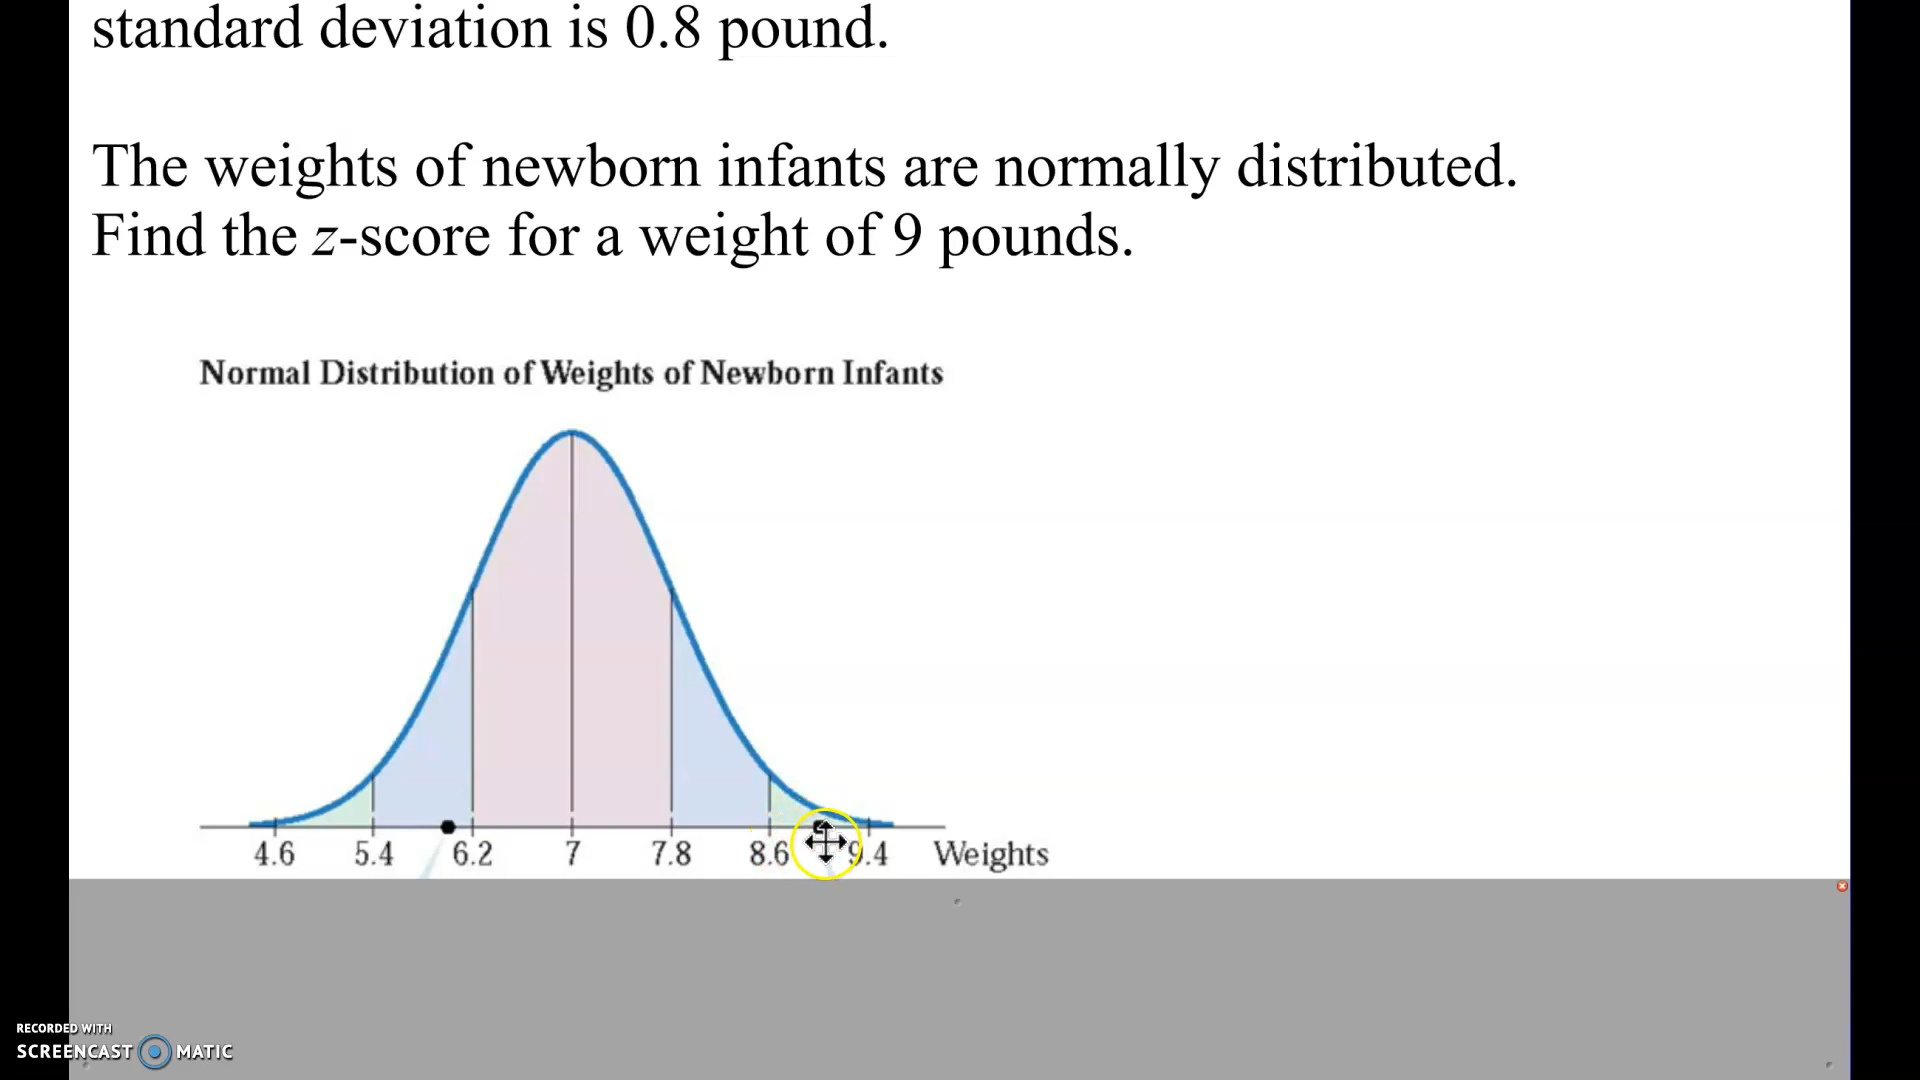 standard deviation is 0.8 pound.
The weights of newborn infants are normally distributed.
Find the z-score for a weight of 9 pounds.
Normal Distribution of Weights of Newborn Infants
4.6 5.4 6.2 7 7.8 8.6 9.4 Weights
RECORDED WITH
SCREENCAST MATIC